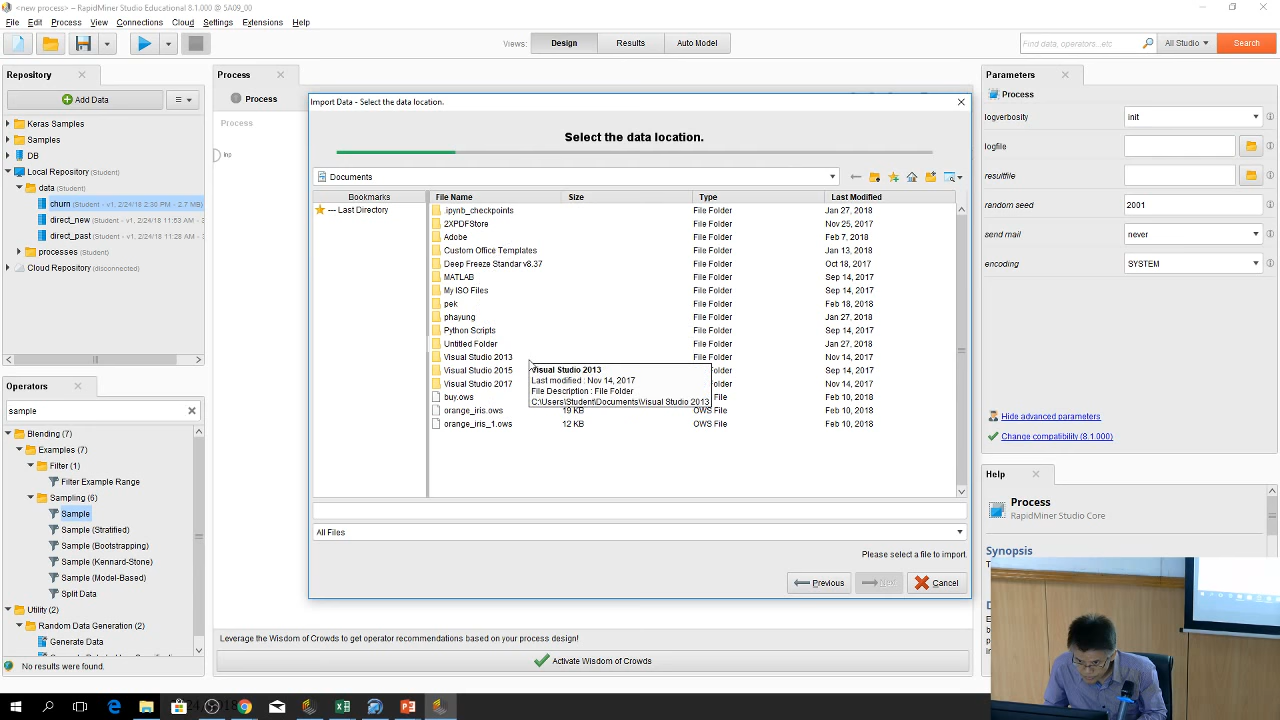 <new process> – RapidMiner Studio Educational 8.1.000 @ 5A09_00
File Edit Process View Connections Cloud Settings Extensions Help
Views: Design Results Auto Model
Find data, operators...etc All Studio Search
Repository
Add Data
Keras Samples
Samples
DB
Local Repository (Student)
data (Student)
churn (Student - v1, 2/24/18 2:36 PM - 2.7 MB)
direct_new (Student - v1, 2/24/18 11:53 AM -
direct_past (Student - v1, 2/24/18 11:28 AM -
processes (Student)
Cloud Repository (disconnected)
Operators
sample
Blending (7)
Examples (7)
Filter (1)
Filter Example Range
Sampling (6)
Sample
Sample (Stratified)
Sample (Bootstrapping)
Sample (Kennard-Stone)
Sample (Model-Based)
Split Data
Utility (2)
Random Data Generation (2)
Generate Data
No results were found.
Process
Process
Process
inp
Import Data - Select the data location.
Select the data location.
Documents
Bookmarks
--- Last Directory
File Name Size Type Last Modified
.ipynb_checkpoints File Folder Jan 27, 2018
2XPDFStore File Folder Nov 25, 2017
Adobe File Folder Feb 7, 2018
Custom Office Templates File Folder Jan 13, 2018
Deep Freeze Standar v8.37 File Folder Oct 18, 2017
MATLAB File Folder Sep 14, 2017
My ISO Files File Folder Sep 14, 2017
pek File Folder Feb 18, 2018
phayung File Folder Jan 27, 2018
Python Scripts File Folder Sep 14, 2017
Untitled Folder File Folder Jan 28, 2018
Visual Studio 2013 File Folder Nov 14, 2017
Visual Studio 2015 File Folder Sep 14, 2017
Visual Studio 2017 File Folder Nov 14, 2017
buy.ows File Feb 10, 2018
orange_iris.ows 19 KB OWS File Feb 10, 2018
orange_iris_1.ows 12 KB OWS File Feb 10, 2018
Visual Studio 2013
Last modified : Nov 14, 2017
File Description : File Folder
C:\Users\Student\Documents\Visual Studio 2013
All Files
Please select a file to import.
Previous Next Cancel
Leverage the Wisdom of Crowds to get operator recommendations based on your process design!
Activate Wisdom of Crowds
Parameters
Process
logverbosity init
logfile
resultfile
random seed 2001
send mail never
encoding SYSTEM
Hide advanced parameters
Change compatibility (8.1.000)
Help
Process
RapidMiner Studio Core
Synopsis